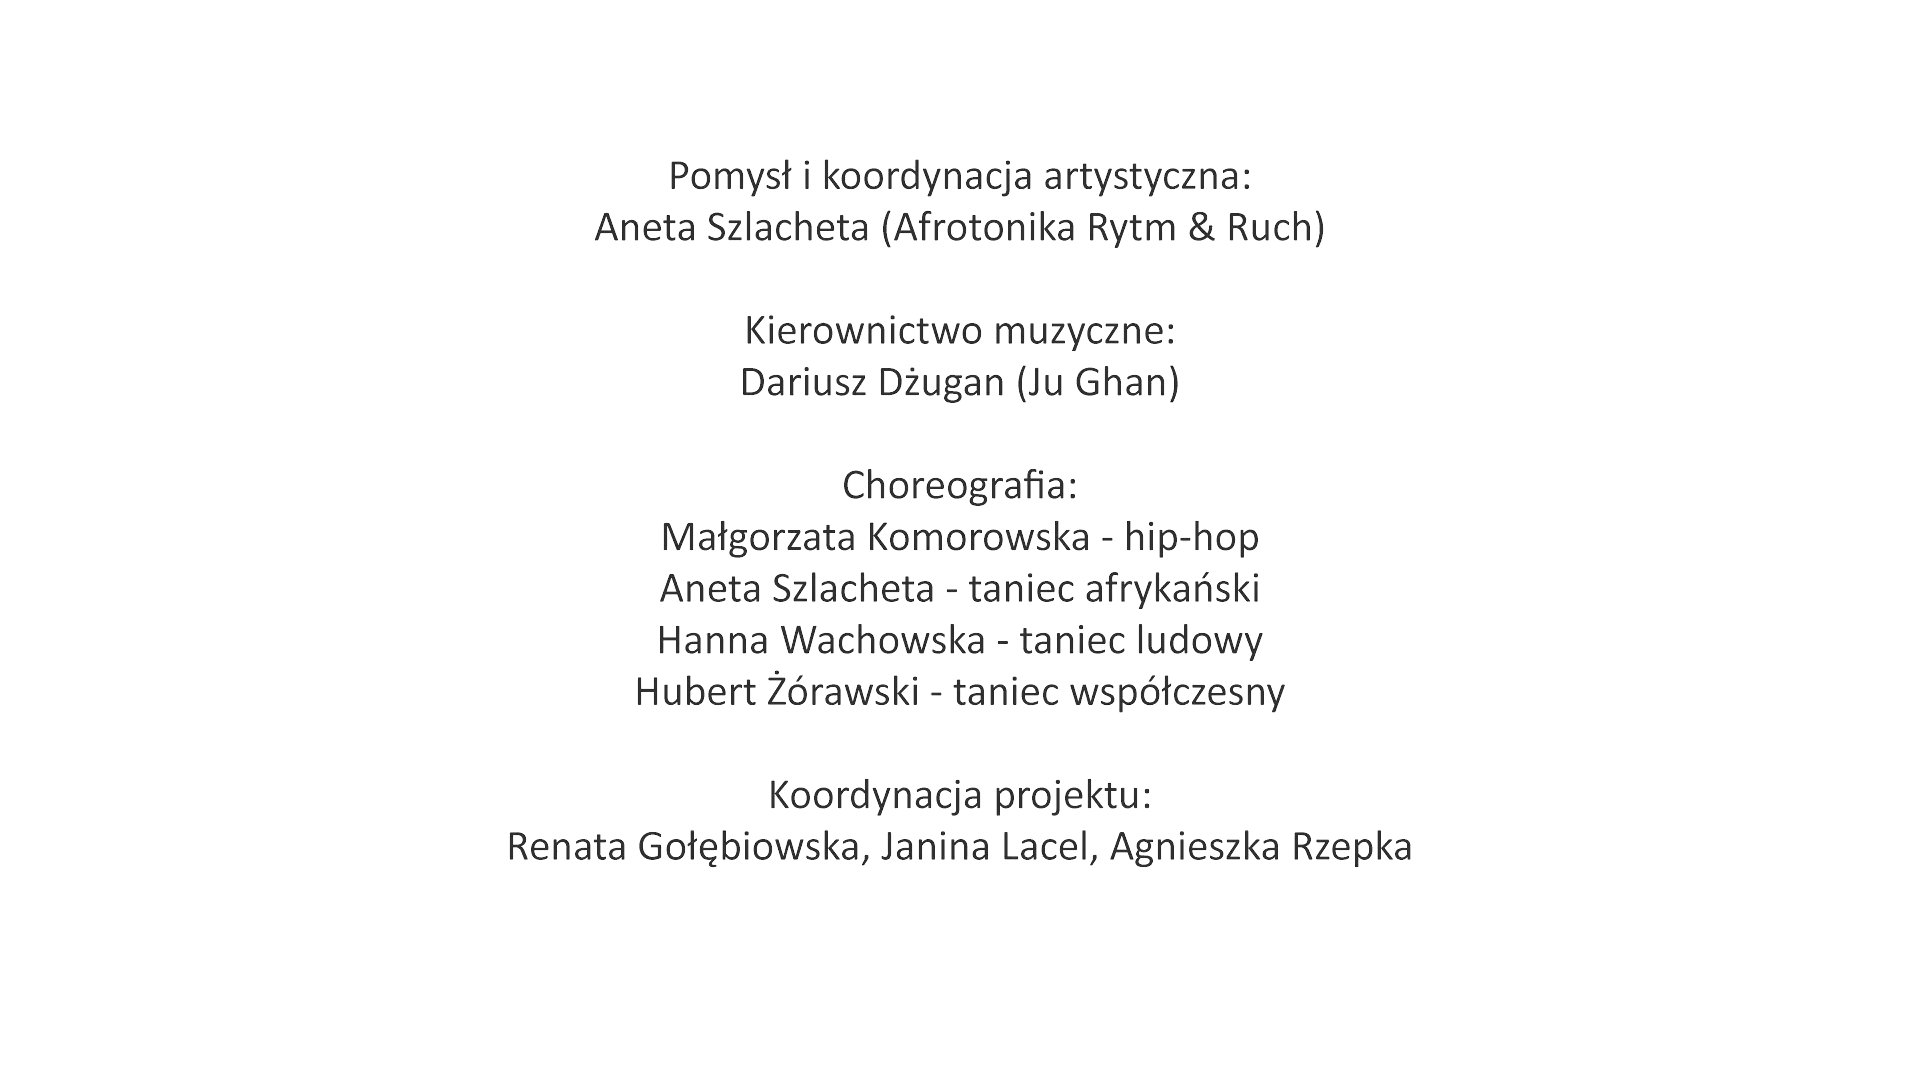 Pomysł i koordynacja artystyczna:
Aneta Szlacheta (Afrotonika Rytm & Ruch)
Kierownictwo muzyczne:
Dariusz Dżugan (Ju Ghan)
Choreografia:
Małgorzata Komorowska - hip-hop
Aneta Szlacheta - taniec afrykański
Hanna Wachowska - taniec ludowy
Hubert Żórawski - taniec współczesny
Koordynacja projektu:
Renata Gołębiowska, Janina Lacel, Agnieszka Rzepka